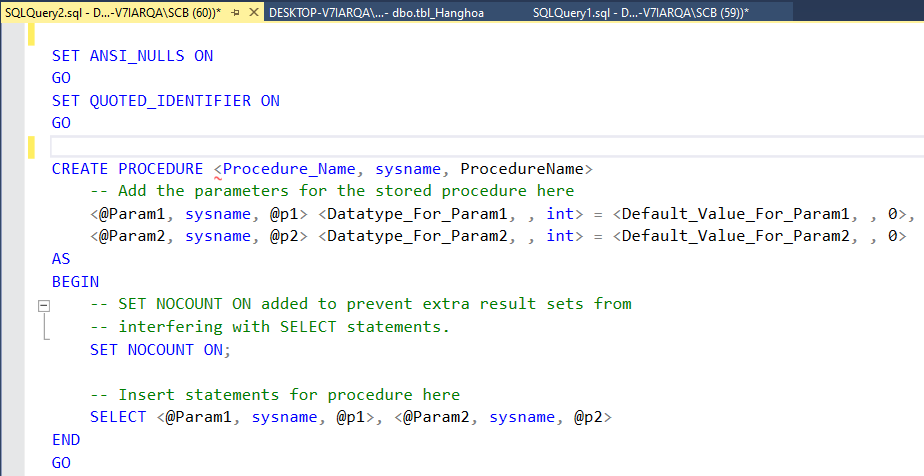 SQLQuery2.sql - D...-V7IARQA\SCB (60))* DESKTOP-V7IARQA\...- dbo.tbl_Hanghoa SQLQuery1.sql - D...-V7IARQA\SCB (59))*
SET ANSI_NULLS ON
GO
SET QUOTED_IDENTIFIER ON
GO
CREATE PROCEDURE <Procedure_Name, sysname, ProcedureName>
-- Add the parameters for the stored procedure here
<@Param1, sysname, @p1> <Datatype_For_Param1, , int> = <Default_Value_For_Param1, , 0>,
<@Param2, sysname, @p2> <Datatype_For_Param2, , int> = <Default_Value_For_Param2, , 0>
AS
BEGIN
-- SET NOCOUNT ON added to prevent extra result sets from
-- interfering with SELECT statements.
SET NOCOUNT ON;
-- Insert statements for procedure here
SELECT <@Param1, sysname, @p1>, <@Param2, sysname, @p2>
END
GO